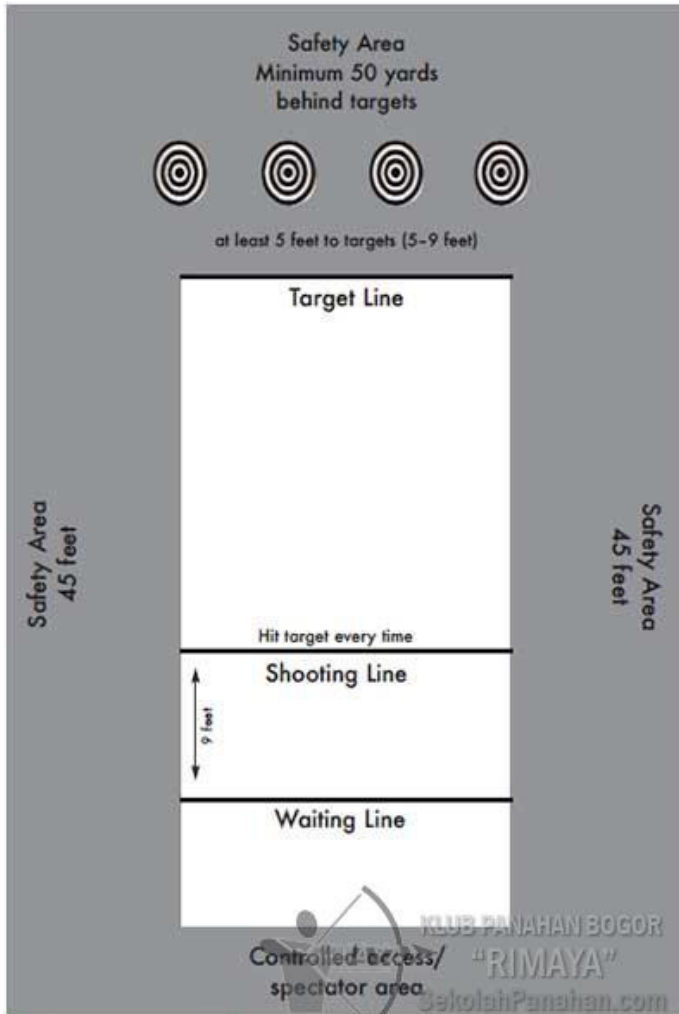 Safety Area
Minimum 50 yards
behind targets
at least 5 feet to targets (5–9 feet)
Target Line
Safety Area
45 feet
Safety Area
45 feet
Hit target every time
Shooting Line
9 feet
Waiting Line
KLUB PANAHAN BOGOR
"RIMAYA"
SekolahPanahan.com
Controlled access/
spectator area